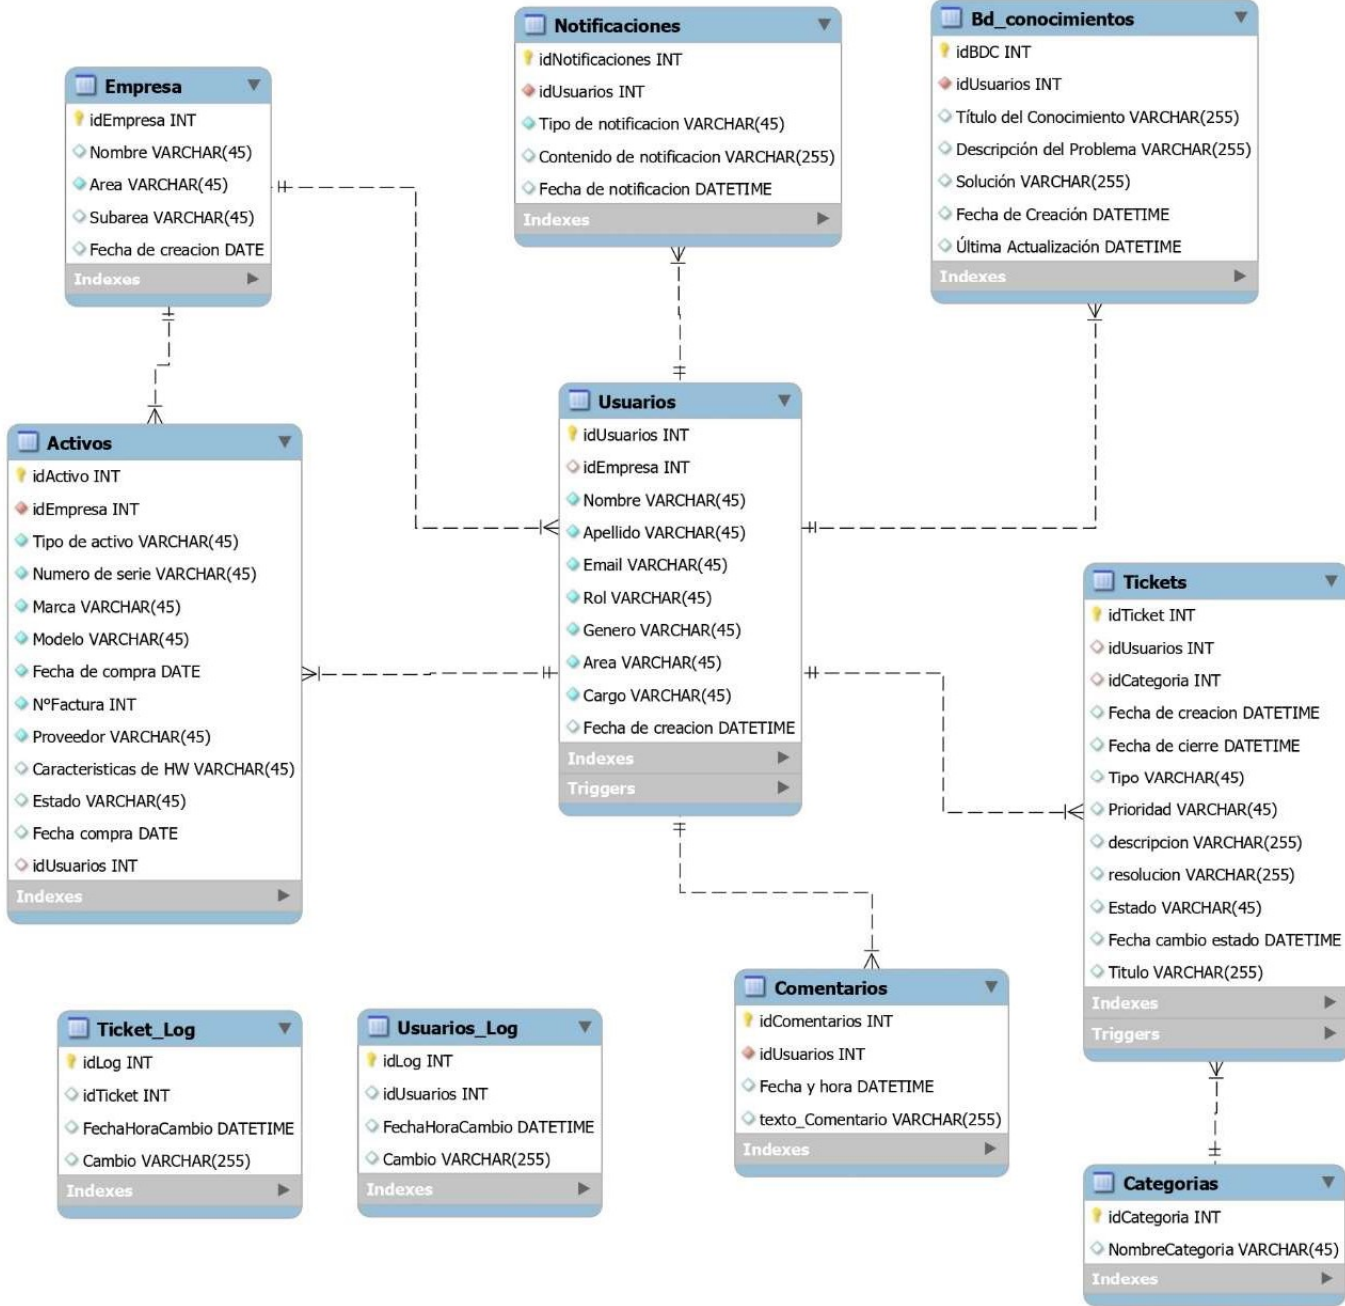 Notificaciones
idNotificaciones INT
idUsuarios INT
Tipo de notificacion VARCHAR(45)
Contenido de notificacion VARCHAR(255)
Fecha de notificacion DATETIME
Indexes
Bd_conocimientos
idBDC INT
idUsuarios INT
Título del Conocimiento VARCHAR(255)
Descripción del Problema VARCHAR(255)
Solución VARCHAR(255)
Fecha de Creación DATETIME
Última Actualización DATETIME
Indexes
Empresa
idEmpresa INT
Nombre VARCHAR(45)
Area VARCHAR(45)
Subarea VARCHAR(45)
Fecha de creacion DATE
Indexes
Usuarios
idUsuarios INT
idEmpresa INT
Nombre VARCHAR(45)
Apellido VARCHAR(45)
Email VARCHAR(45)
Rol VARCHAR(45)
Genero VARCHAR(45)
Area VARCHAR(45)
Cargo VARCHAR(45)
Fecha de creacion DATETIME
Indexes
Triggers
Activos
idActivo INT
idEmpresa INT
Tipo de activo VARCHAR(45)
Numero de serie VARCHAR(45)
Marca VARCHAR(45)
Modelo VARCHAR(45)
Fecha de compra DATE
N°Factura INT
Proveedor VARCHAR(45)
Caracteristicas de HW VARCHAR(45)
Estado VARCHAR(45)
Fecha compra DATE
idUsuarios INT
Indexes
Tickets
idTicket INT
idUsuarios INT
idCategoria INT
Fecha de creacion DATETIME
Fecha de cierre DATETIME
Tipo VARCHAR(45)
Prioridad VARCHAR(45)
descripcion VARCHAR(255)
resolucion VARCHAR(255)
Estado VARCHAR(45)
Fecha cambio estado DATETIME
Titulo VARCHAR(255)
Indexes
Triggers
Ticket_Log
idLog INT
idTicket INT
FechaHoraCambio DATETIME
Cambio VARCHAR(255)
Indexes
Usuarios_Log
idLog INT
idUsuarios INT
FechaHoraCambio DATETIME
Cambio VARCHAR(255)
Indexes
Comentarios
idComentarios INT
idUsuarios INT
Fecha y hora DATETIME
texto_Comentario VARCHAR(255)
Indexes
Categorias
idCategoria INT
NombreCategoria VARCHAR(45)
Indexes